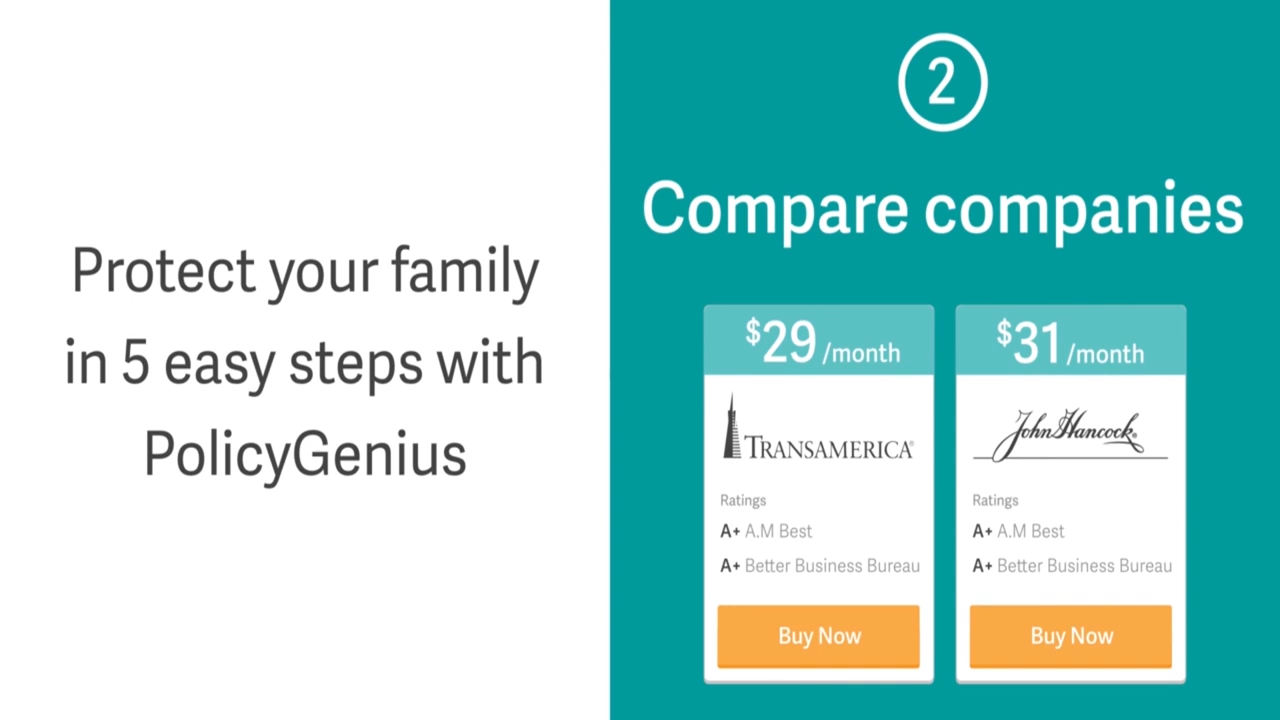 Protect your family
in 5 easy steps with
PolicyGenius
2
Compare companies
$29 /month
TRANSAMERICA®
Ratings
A+ A.M Best
A+ Better Business Bureau
Buy Now
$31 /month
John Hancock®
Ratings
A+ A.M Best
A+ Better Business Bureau
Buy Now